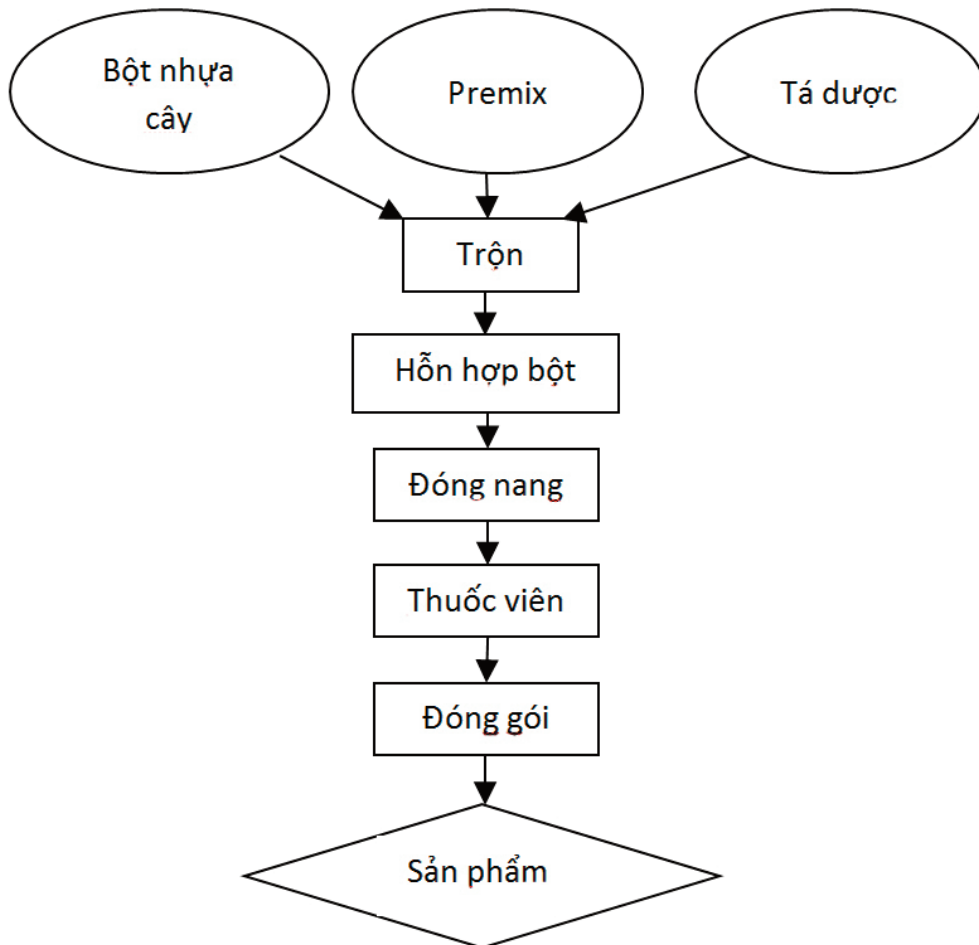 Bột nhựa
cây
Premix
Tá dược
Trộn
Hỗn hợp bột
Đóng nang
Thuốc viên
Đóng gói
Sản phẩm